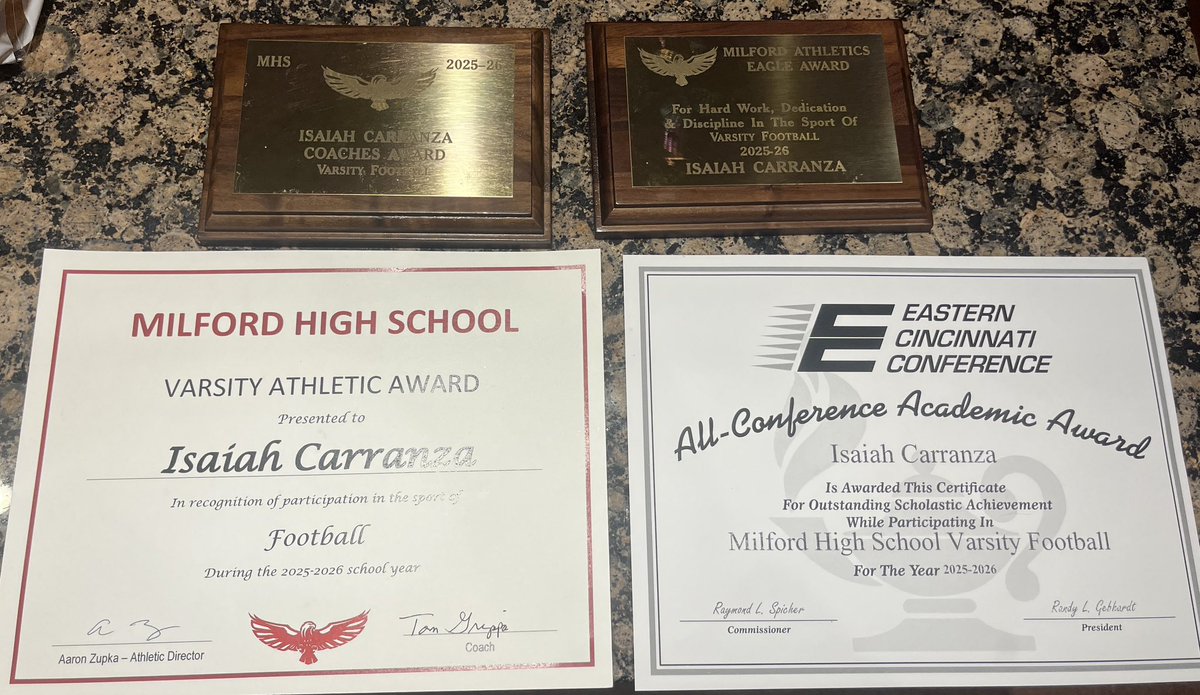 MHS 2025-26
ISAIAH CARRANZA
COACHES AWARD
VARSITY FOOTBALL
MILFORD ATHLETICS
EAGLE AWARD
For Hard Work, Dedication
& Discipline In The Sport Of
VARSITY FOOTBALL
2025-26
ISAIAH CARRANZA
MILFORD HIGH SCHOOL
VARSITY ATHLETIC AWARD
Presented to
Isaiah Carranza
In recognition of participation in the sport of
Football
During the 2025-2026 school year
Aaron Zupka – Athletic Director
Tom Grippa
Coach
EASTERN
CINCINNATI
CONFERENCE
All-Conference Academic Award
Isaiah Carranza
Is Awarded This Certificate
For Outstanding Scholastic Achievement
While Participating In
Milford High School Varsity Football
For The Year 2025-2026
Raymond L. Spicher
Commissioner
Randy L. Gebhardt
President